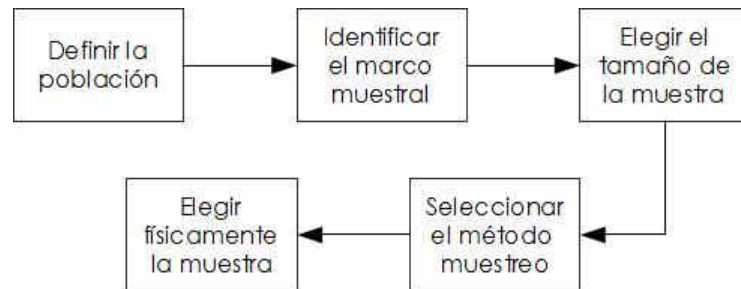 Definir la
población
Identificar
el marco
muestral
Elegir el
tamaño de
la muestra
Seleccionar
el método
muestreo
Elegir
físicamente
la muestra